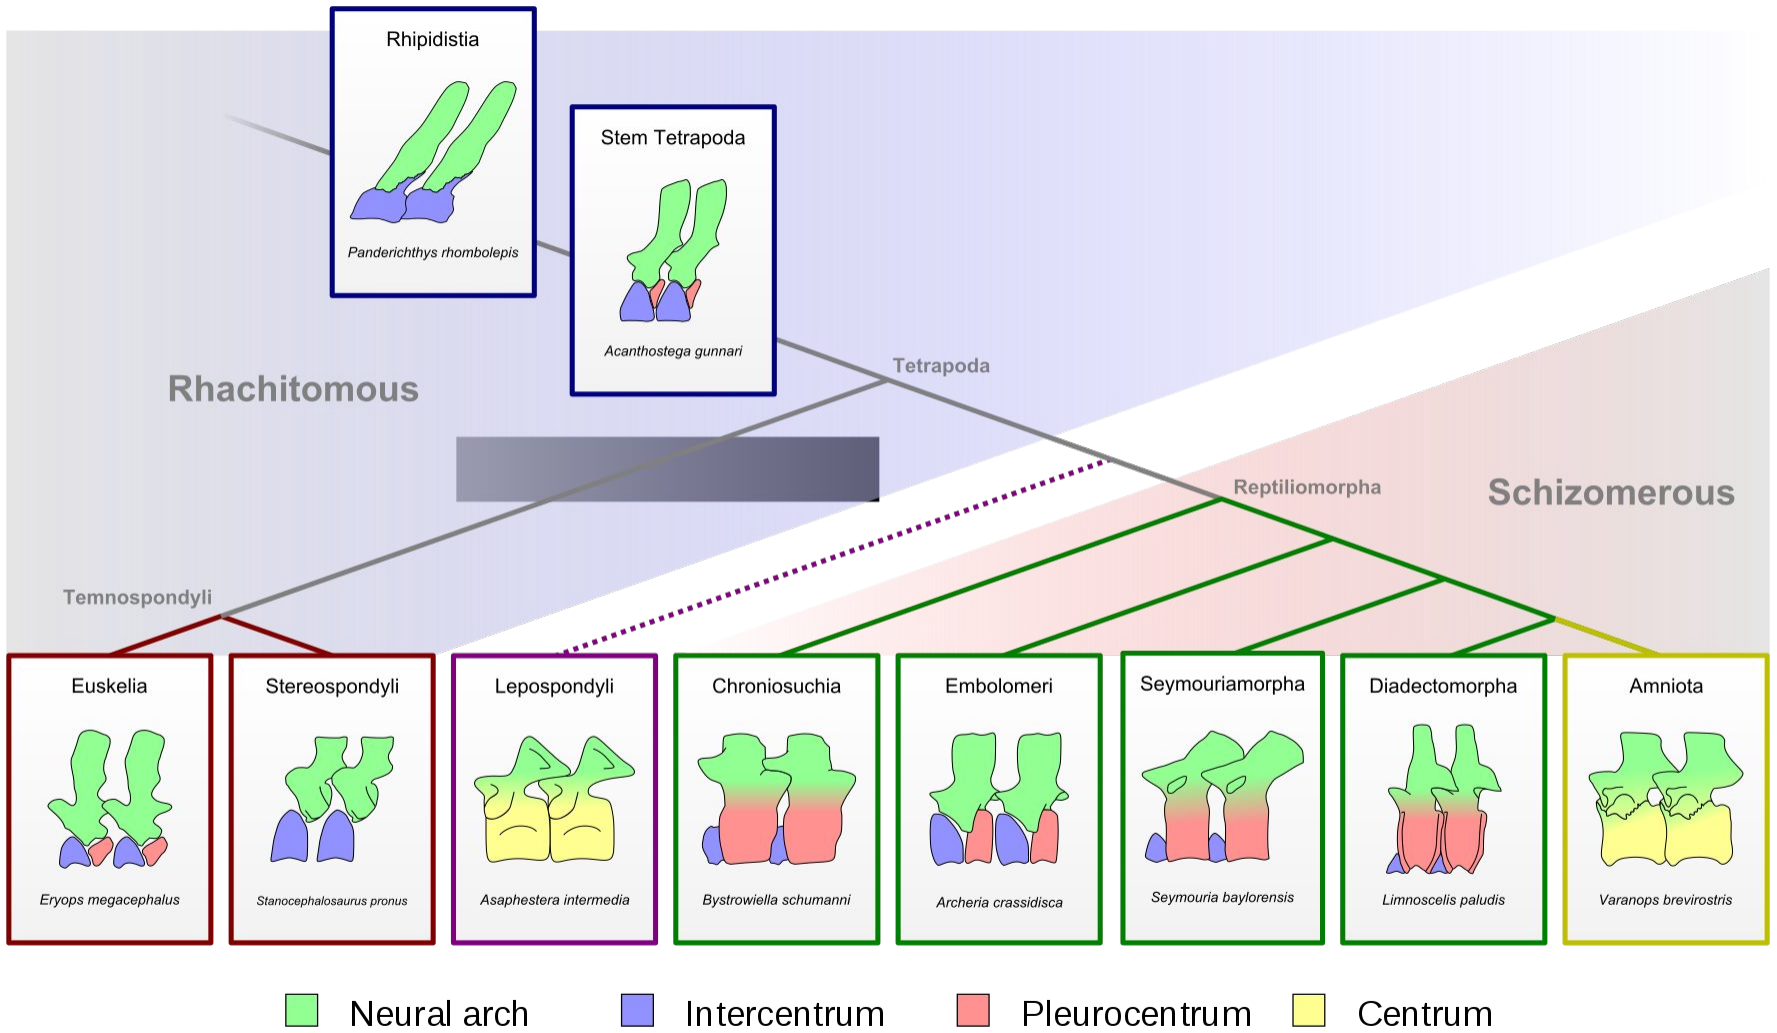 Rhipidistia
Panderichthys rhombolepis
Stem Tetrapoda
Acanthostega gunnari
Tetrapoda
Rhachitomous
Reptiliomorpha
Schizomerous
Temnospondyli
Euskelia
Eryops megacephalus
Stereospondyli
Stanocephalosaurus pronus
Lepospondyli
Asaphestera intermedia
Chroniosuchia
Bystrowiella schumanni
Embolomeri
Archeria crassidisca
Seymouriamorpha
Seymouria baylorensis
Diadectomorpha
Limnoscelis paludis
Amniota
Varanops brevirostris
Neural arch
Intercentrum
Pleurocentrum
Centrum